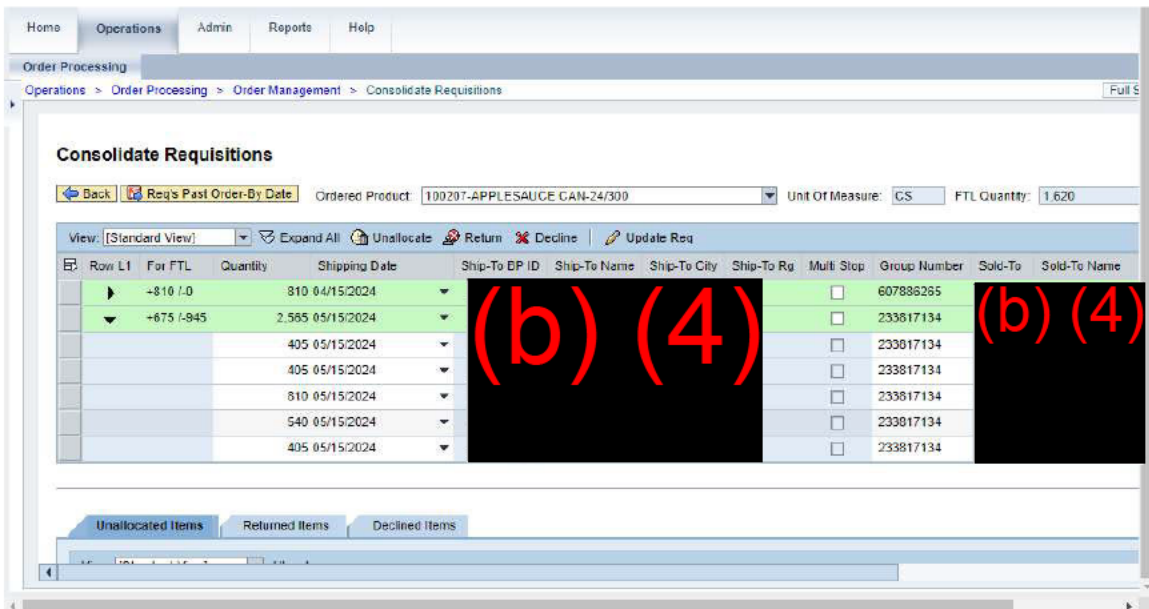 Home Operations Admin Reports Help
Order Processing
Operations > Order Processing > Order Management > Consolidate Requisitions Full S
Consolidate Requisitions
Back Req's Past Order-By Date Ordered Product: 100207-APPLESAUCE CAN-24/300 Unit Of Measure: CS FTL Quantity: 1,620
View: [Standard View] Expand All Unallocate Return Decline Update Req
Row L1 For FTL Quantity Shipping Date Ship-To BP ID Ship-To Name Ship-To City Ship-To Rg Multi Stop Group Number Sold-To Sold-To Name
+810 /-0 810 04/15/2024 607886265
+675 /-945 2,565 05/15/2024 233817134
(b) (4) (b) (4)
405 05/15/2024 233817134
405 05/15/2024 233817134
810 05/15/2024 233817134
540 05/15/2024 233817134
405 05/15/2024 233817134
Unallocated Items Returned Items Declined Items